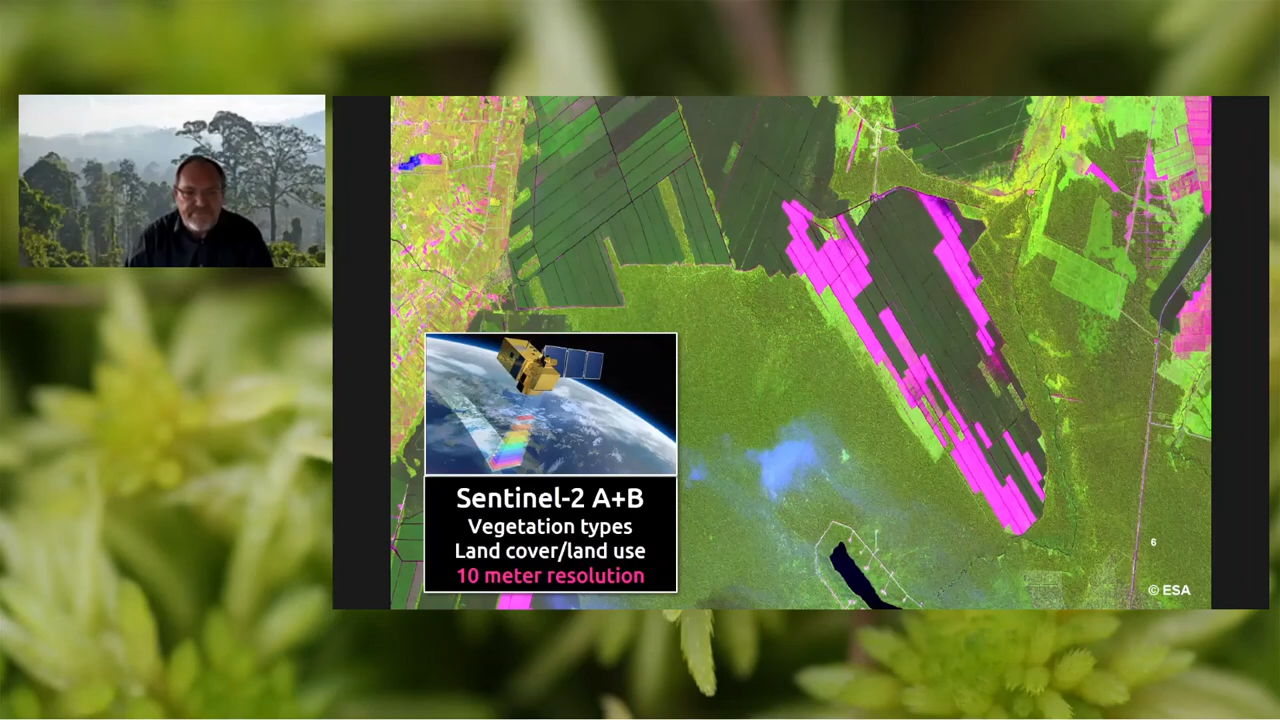 Sentinel-2 A+B
Vegetation types
Land cover/land use
10 meter resolution
6
© ESA